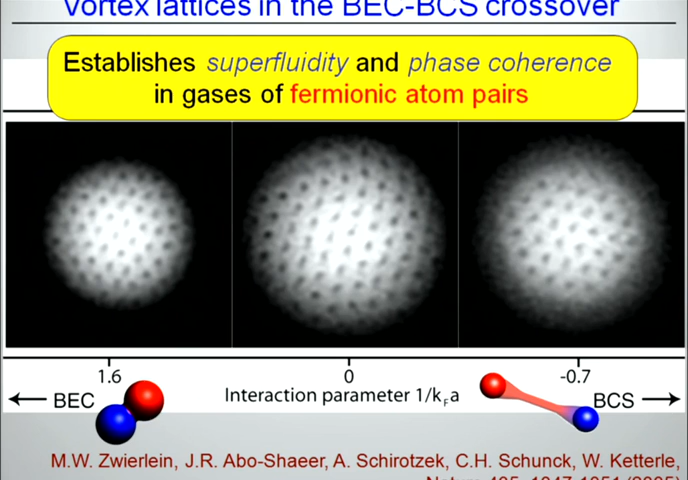 Vortex lattices in the BEC-BCS crossover
Establishes superfluidity and phase coherence
in gases of fermionic atom pairs
1.6
0
-0.7
BEC
Interaction parameter 1/kFa
BCS
M.W. Zwierlein, J.R. Abo-Shaeer, A. Schirotzek, C.H. Schunck, W. Ketterle,